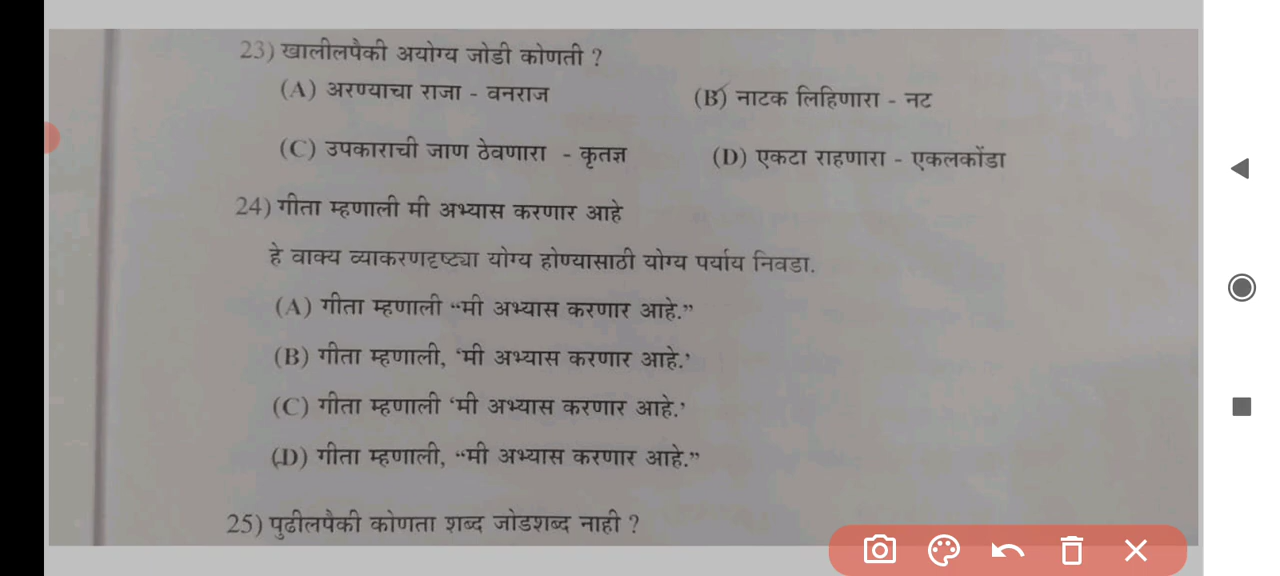 23) खालीलपैकी अयोग्य जोडी कोणती ?
(A) अरण्याचा राजा - वनराज (B) नाटक लिहिणारा - नट
(C) उपकाराची जाण ठेवणारा - कृतज्ञ (D) एकटा राहणारा - एकलकोंडा
24) गीता म्हणाली मी अभ्यास करणार आहे
हे वाक्य व्याकरणदृष्ट्या योग्य होण्यासाठी योग्य पर्याय निवडा.
(A) गीता म्हणाली “मी अभ्यास करणार आहे.”
(B) गीता म्हणाली, ‘मी अभ्यास करणार आहे.’
(C) गीता म्हणाली ‘मी अभ्यास करणार आहे.’
(D) गीता म्हणाली, “मी अभ्यास करणार आहे.”
25) पुढीलपैकी कोणता शब्द जोडशब्द नाही ?